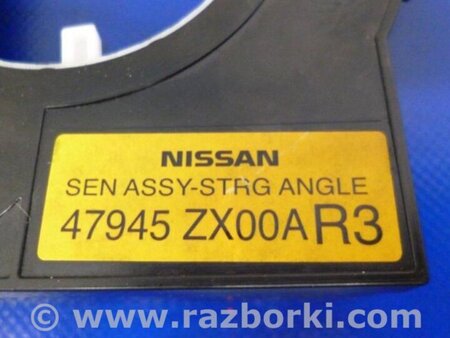 NISSAN
SEN ASSY-STRG ANGLE
47945 ZX00A R3
© www.razborki.com